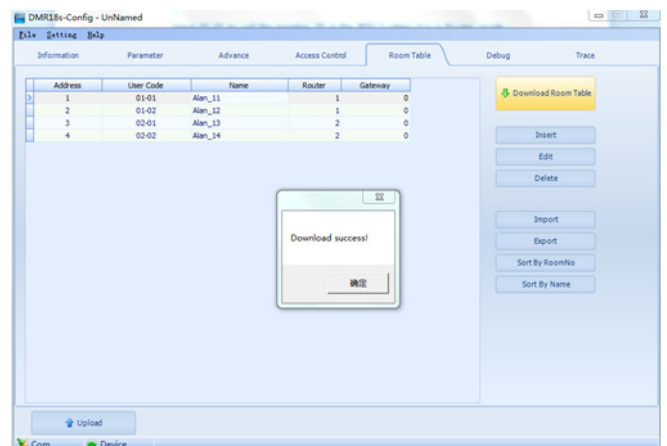 DMR18s-Config - UnNamed
File Setting Help
Information Parameter Advance Access Control Room Table Debug Trace
Address User Code Name Router Gateway
1 01-01 Alan_11 1 0
2 01-02 Alan_12 1 0
3 02-01 Alan_13 2 0
4 02-02 Alan_14 2 0
Download Room Table
Insert
Edit
Delete
Import
Export
Sort By RoomNo
Sort By Name
Download success!
确定
Upload
Com Device